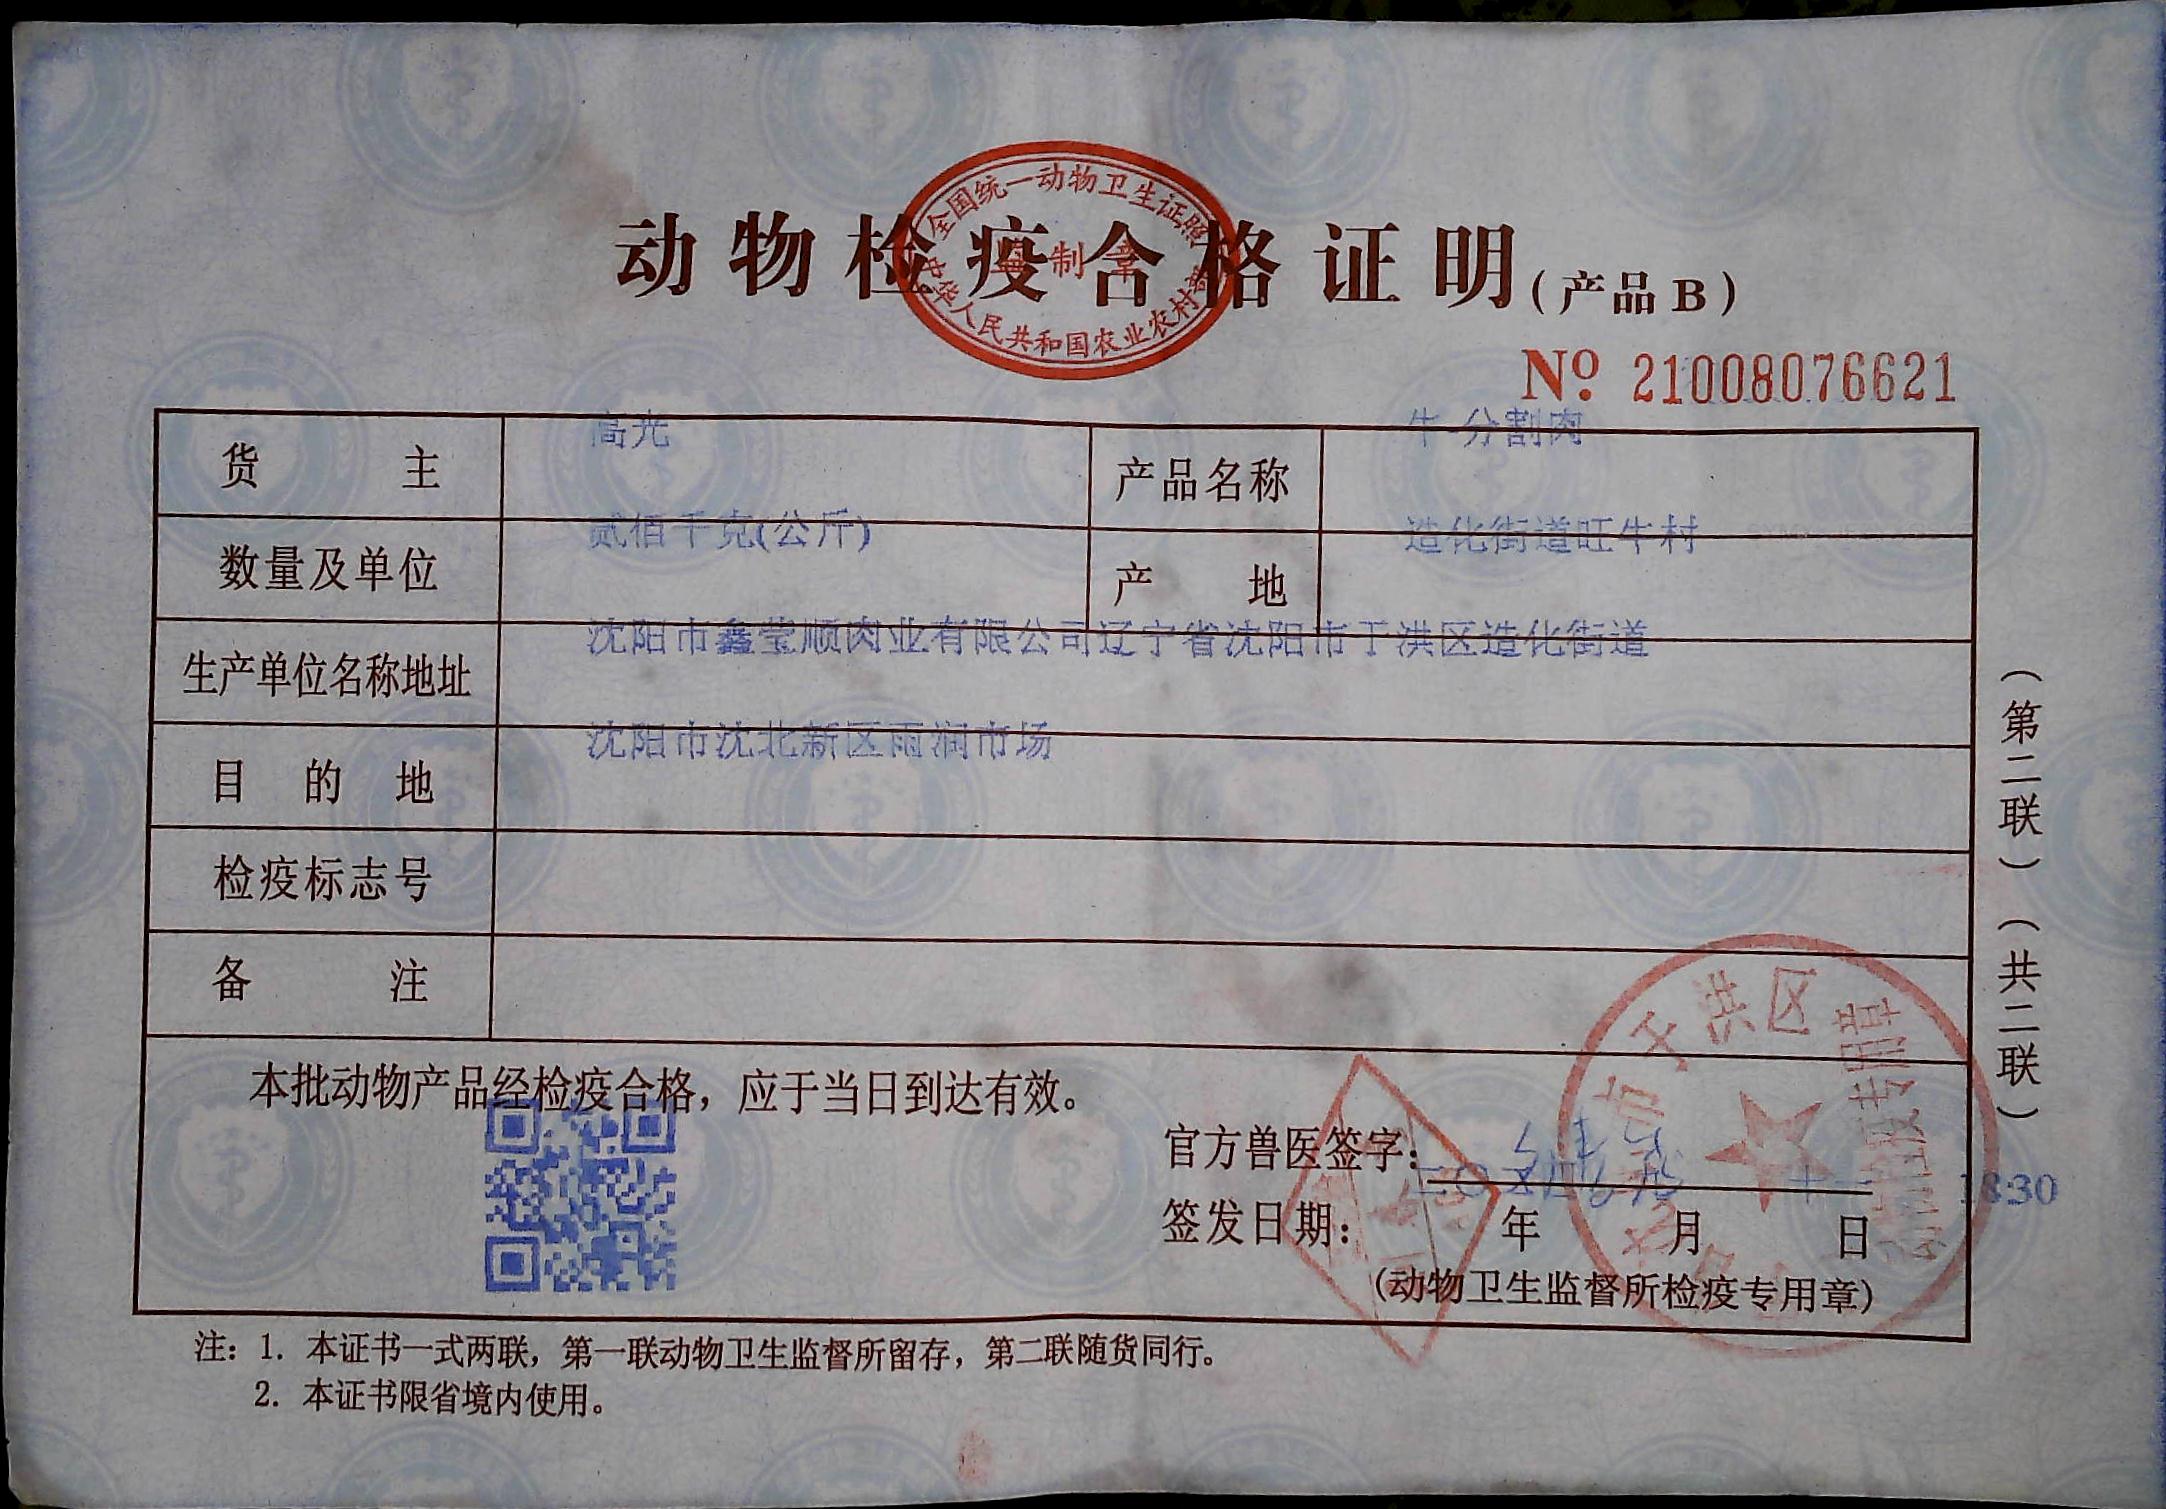 动物检疫合格证明(产品B)
全国统一动物卫生证照
监制章
中华人民共和国农业农村部
№ 21008076621
货主 高光 产品名称 牛-分割肉
数量及单位 贰佰千克(公斤) 产地 造化街道旺牛村
生产单位名称地址 沈阳市鑫莹顺肉业有限公司辽宁省沈阳市于洪区造化街道
目的地 沈阳市沈北新区雨润市场
检疫标志号
备注
本批动物产品经检疫合格，应于当日到达有效。
官方兽医签字：
签发日期： 年 月 日
18:30
(动物卫生监督所检疫专用章)
市于洪区
专用章
(第二联)(共二联)
注：1. 本证书一式两联，第一联动物卫生监督所留存，第二联随货同行。
2. 本证书限省境内使用。